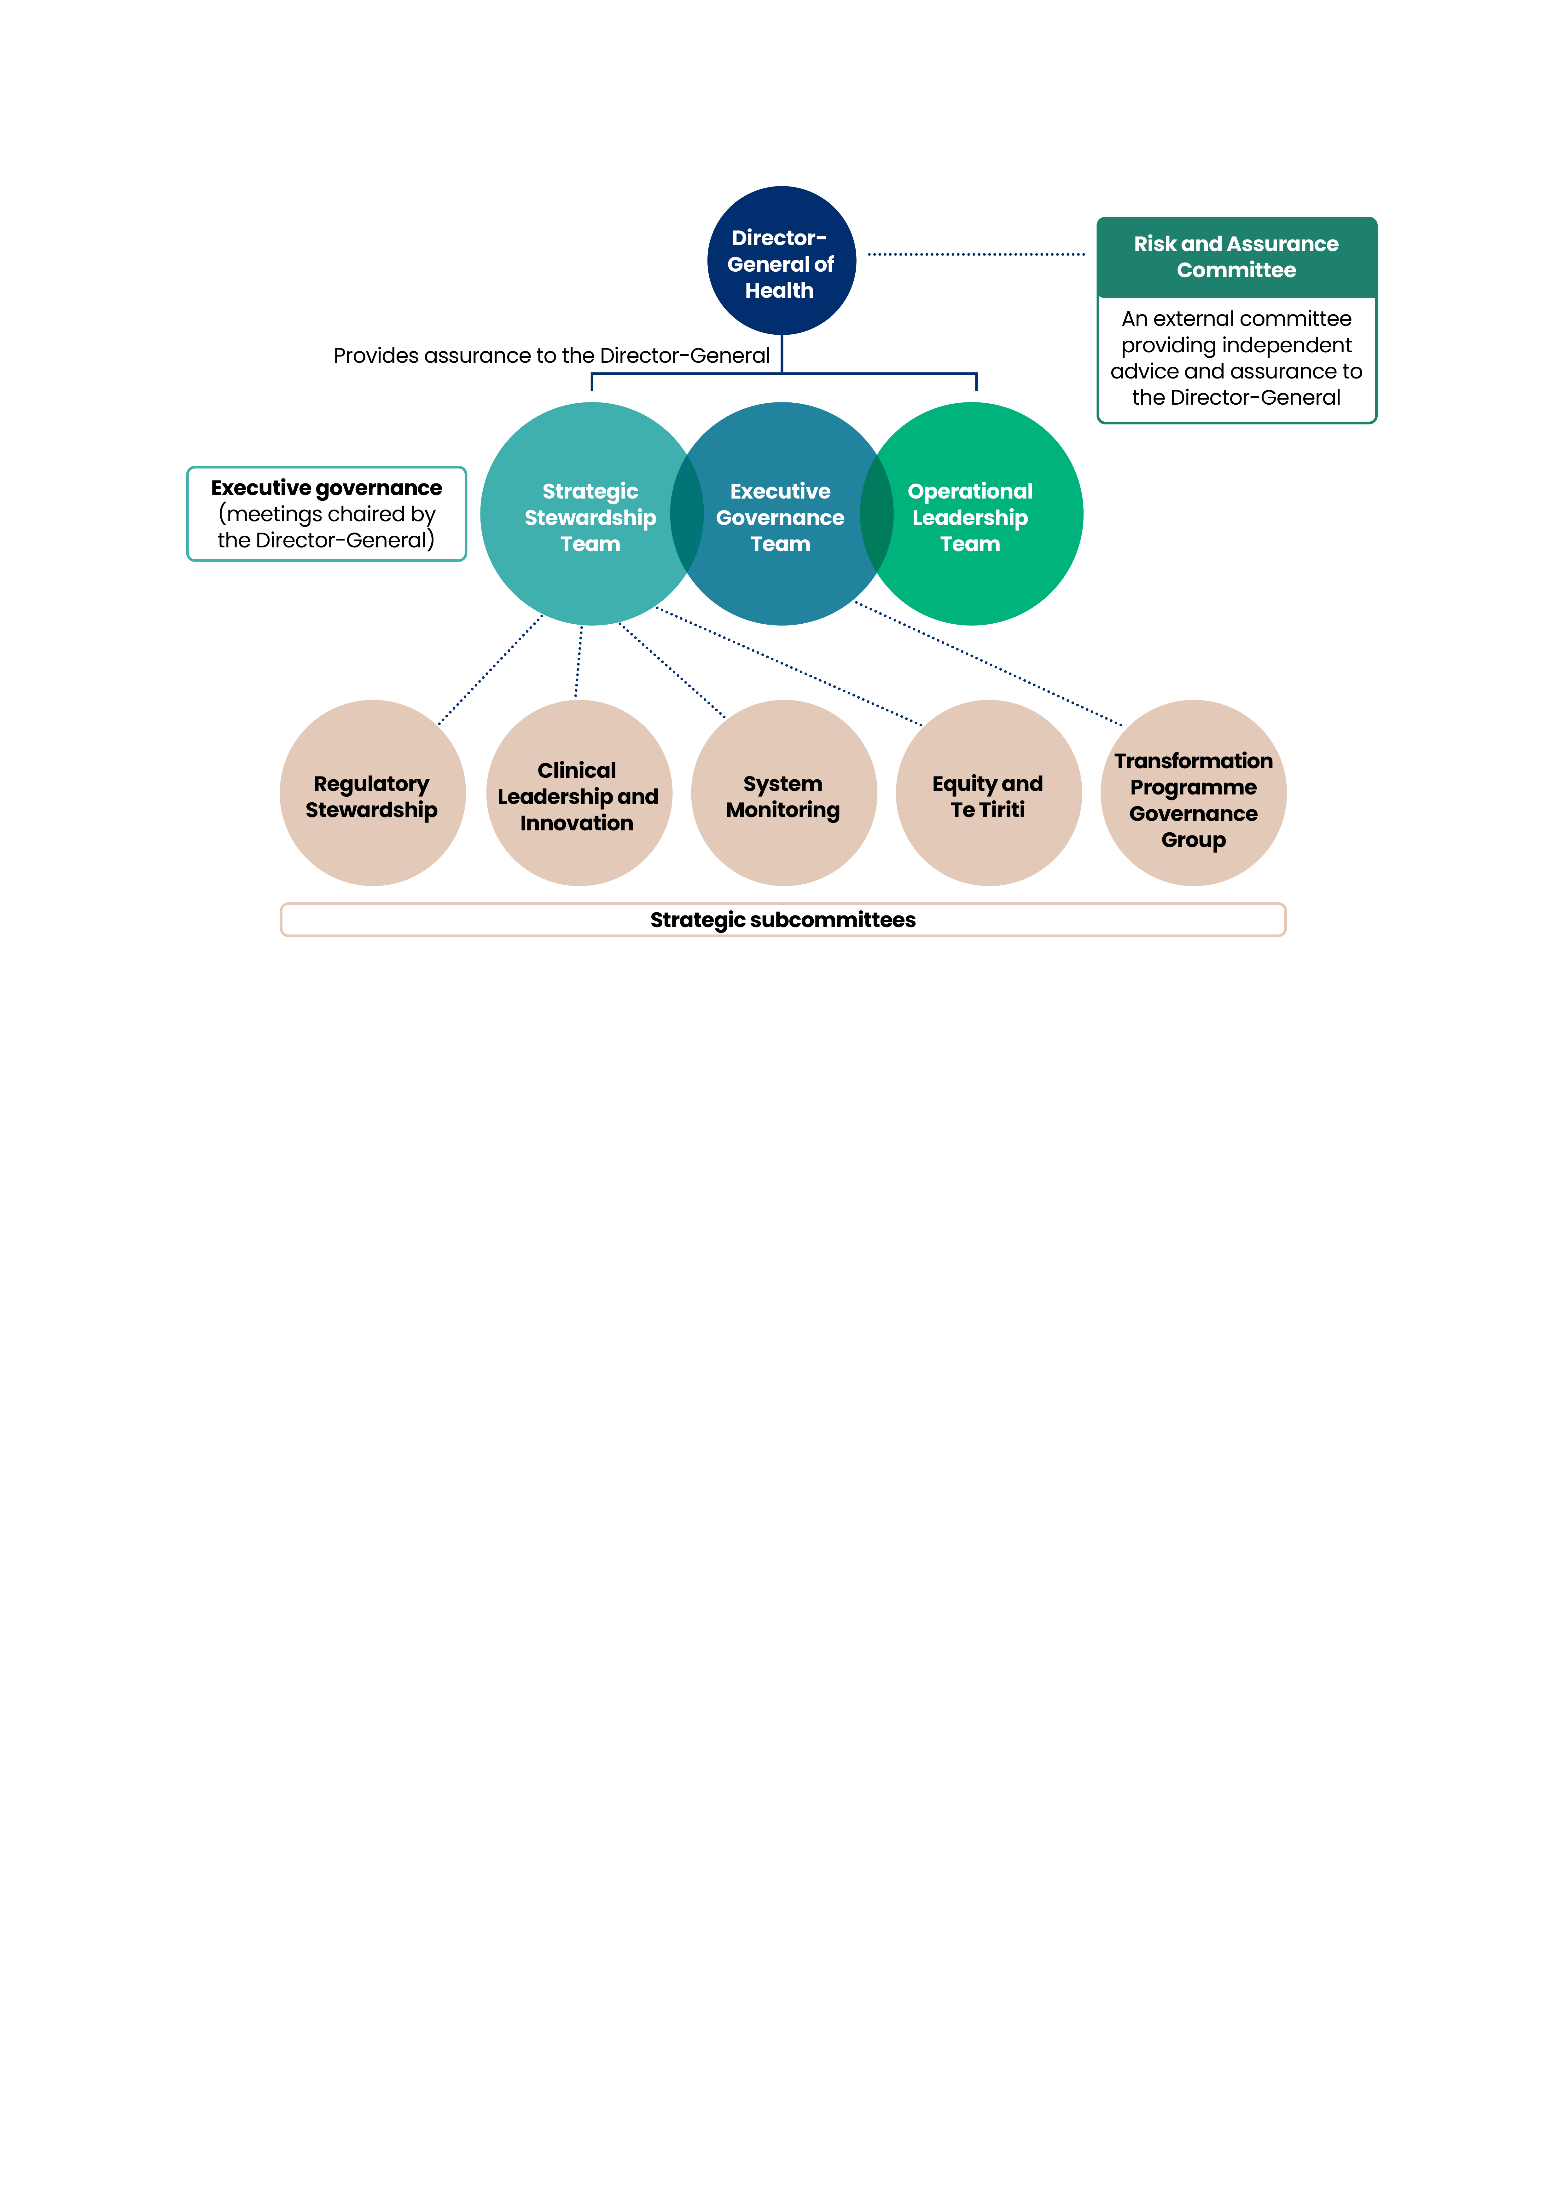 Director-
General of
Health
Risk and Assurance
Committee
An external committee
providing independent
advice and assurance to
the Director-General
Provides assurance to the Director-General
Executive governance
(meetings chaired by
the Director-General)
Strategic
Stewardship
Team
Executive
Governance
Team
Operational
Leadership
Team
Regulatory
Stewardship
Clinical
Leadership and
Innovation
System
Monitoring
Equity and
Te Tiriti
Transformation
Programme
Governance
Group
Strategic subcommittees